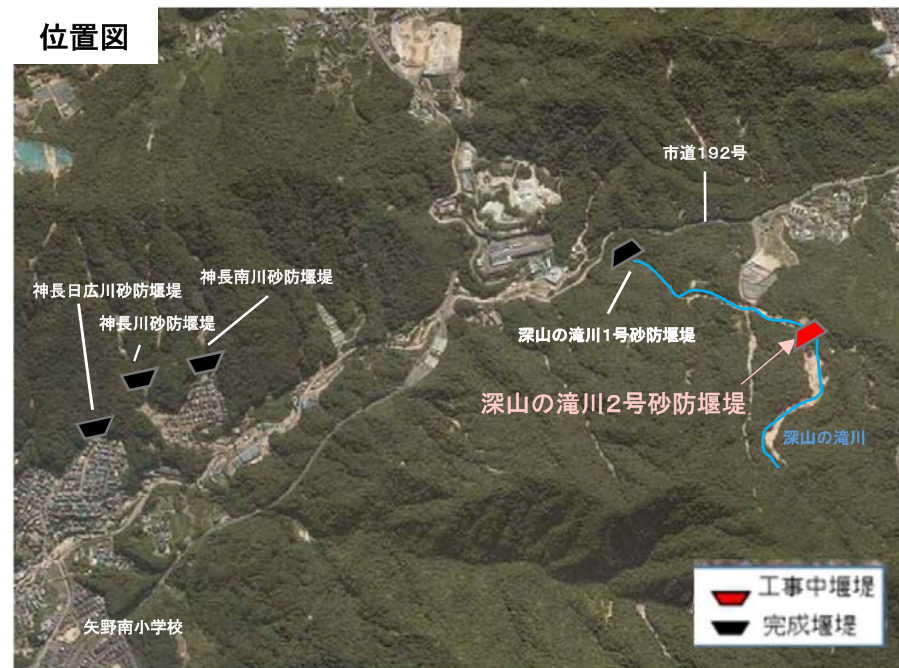 位置図
市道192号
神長南川砂防堰堤
神長日広川砂防堰堤
神長川砂防堰堤
深山の滝川1号砂防堰堤
深山の滝川2号砂防堰堤
深山の滝川
工事中堰堤
完成堰堤
矢野南小学校